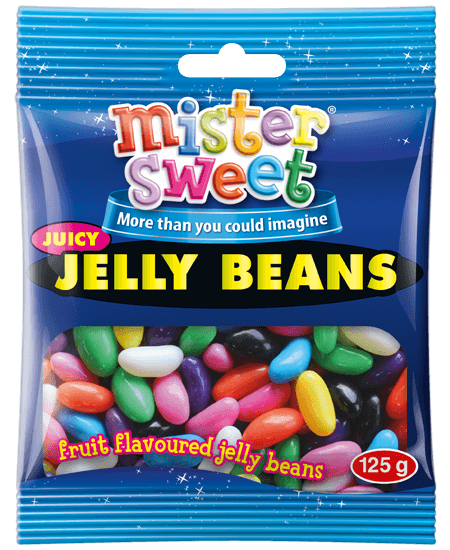 mister®
sweet
More than you could imagine
JUICY
JELLY BEANS
fruit flavoured jelly beans
125 g